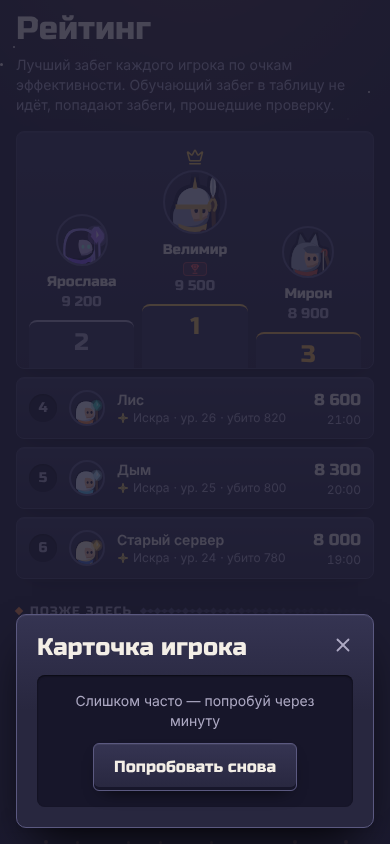 Рейтинг
Лучший забег каждого игрока по очкам
эффективности. Обучающий забег в таблицу не
идёт, попадают забеги, прошедшие проверку.
Велимир
9 500
1
Ярослава
9 200
2
Мирон
8 900
3
4
Лис
8 600
Искра · ур. 26 · убито 820
21:00
5
Дым
8 300
Искра · ур. 25 · убито 800
20:00
6
Старый сервер
8 000
Искра · ур. 24 · убито 780
19:00
ПОЗЖЕ ЗДЕСЬ
Карточка игрока
Слишком часто — попробуй через
минуту
Попробовать снова